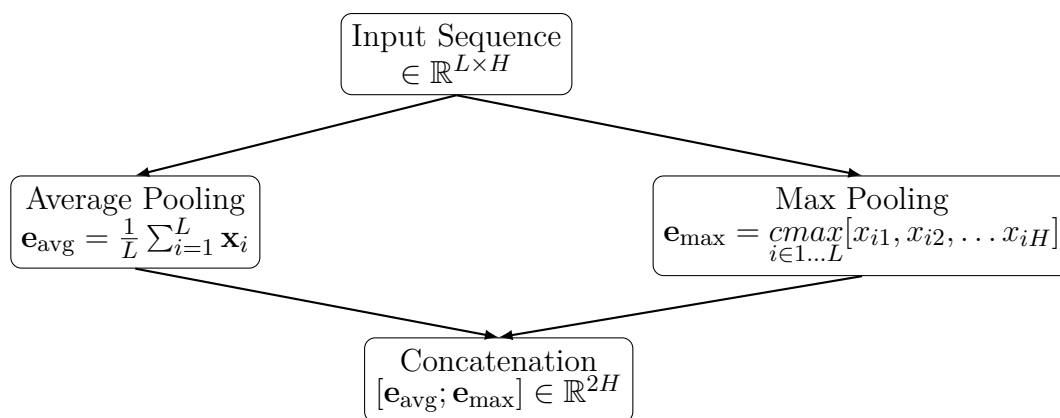 Input Sequence
∈ ℝ^{L×H}
Average Pooling
𝐞_avg = \frac{1}{L} ∑_{i=1}^{L} 𝐱_i
Max Pooling
𝐞_max = cmax_{i∈1...L}[x_{i1}, x_{i2}, ... x_{iH}]
Concatenation
[𝐞_avg; 𝐞_max] ∈ ℝ^{2H}